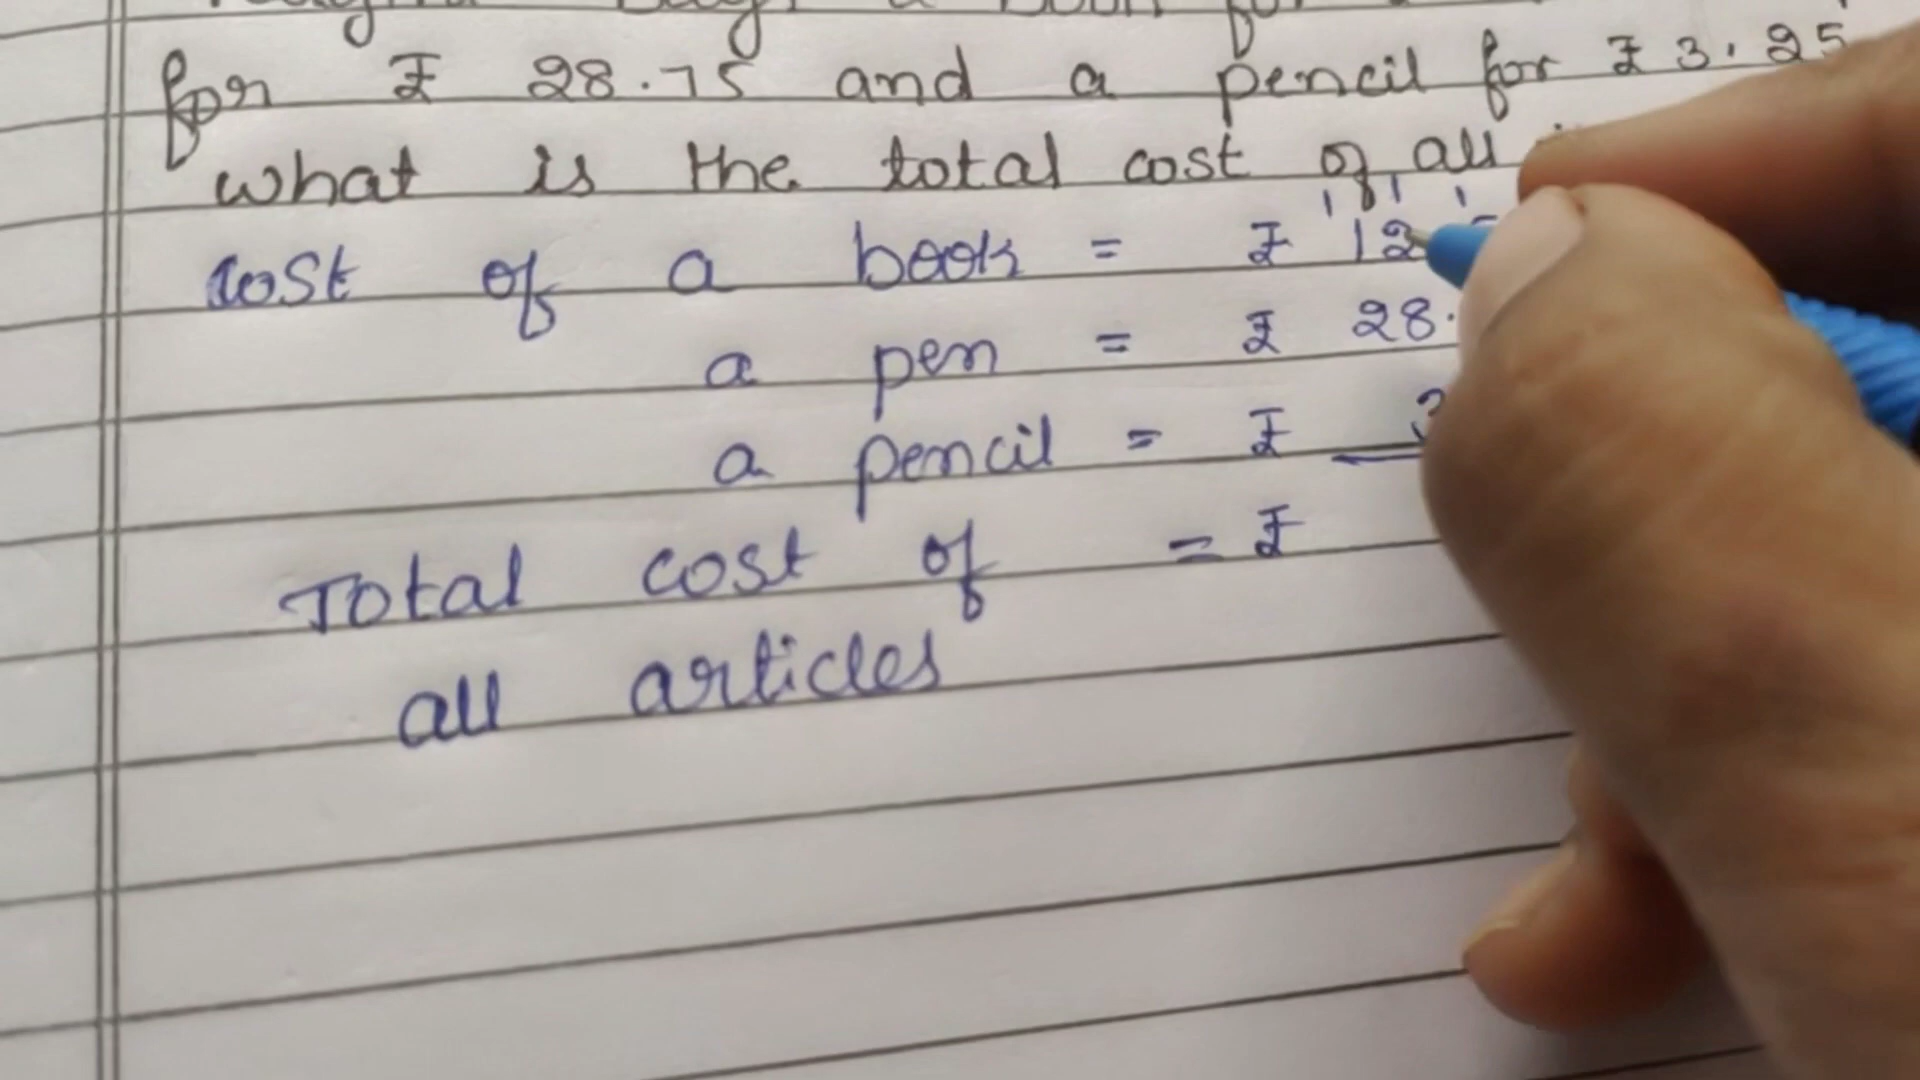 for ₹ 28.75 and a pencil for ₹ 3.25
what is the total cost of all
cost of a book = ₹ 12
a pen = ₹ 28.
a pencil = ₹ 3
Total cost of = ₹
all articles